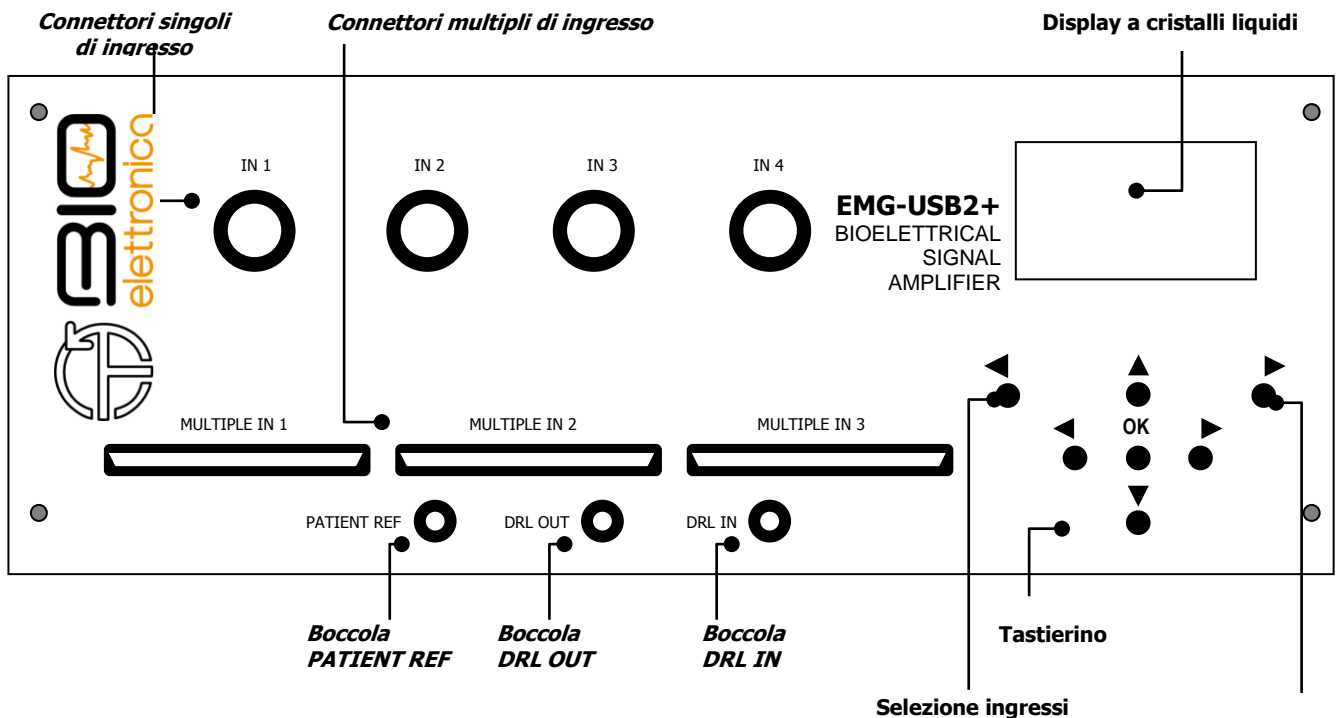 Connettori singoli
di ingresso
Connettori multipli di ingresso
Display a cristalli liquidi
BIO
elettronica
IN 1
IN 2
IN 3
IN 4
EMG-USB2+
BIOELETTRICAL
SIGNAL
AMPLIFIER
OK
MULTIPLE IN 1
MULTIPLE IN 2
MULTIPLE IN 3
PATIENT REF
DRL OUT
DRL IN
Boccola
PATIENT REF
Boccola
DRL OUT
Boccola
DRL IN
Tastierino
Selezione ingressi